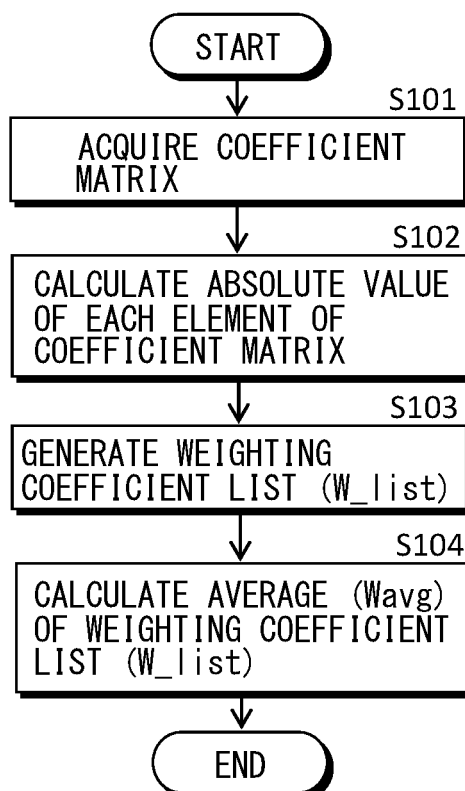 START
S101
ACQUIRE COEFFICIENT
MATRIX
S102
CALCULATE ABSOLUTE VALUE
OF EACH ELEMENT OF
COEFFICIENT MATRIX
S103
GENERATE WEIGHTING
COEFFICIENT LIST (W_list)
S104
CALCULATE AVERAGE (Wavg)
OF WEIGHTING COEFFICIENT
LIST (W_list)
END